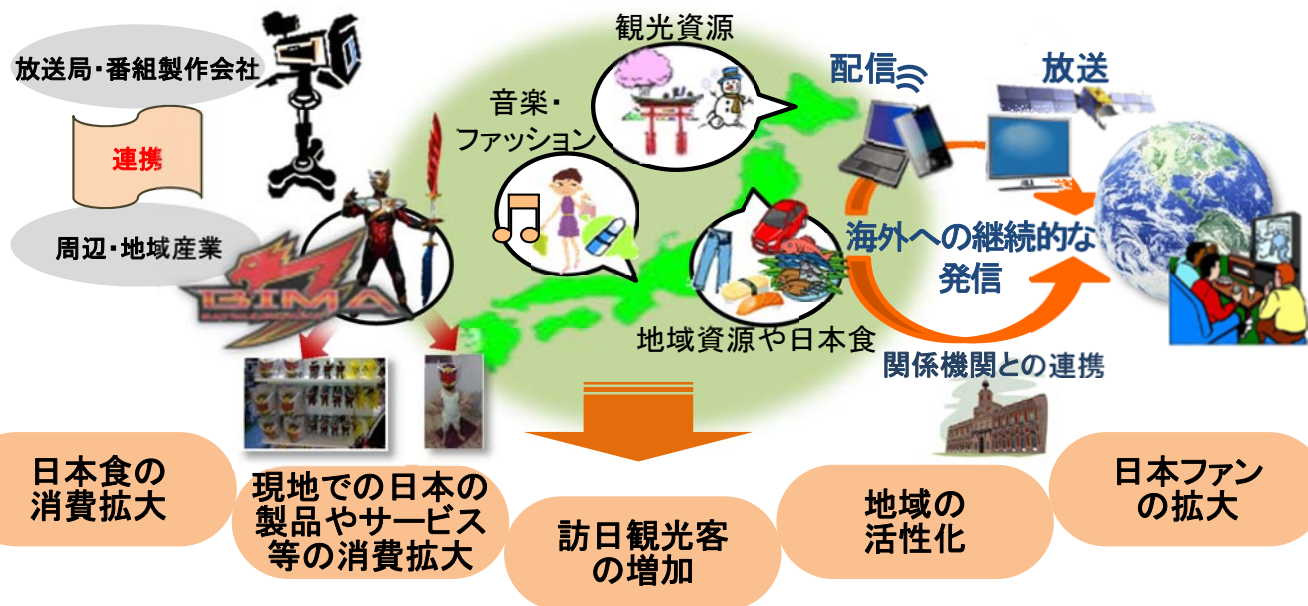 放送局・番組製作会社
連携
周辺・地域産業
BIMA
観光資源
音楽・
ファッション
地域資源や日本食
配信
放送
海外への継続的な
発信
関係機関との連携
日本食の
消費拡大
現地での日本の
製品やサービス
等の消費拡大
訪日観光客
の増加
地域の
活性化
日本ファン
の拡大